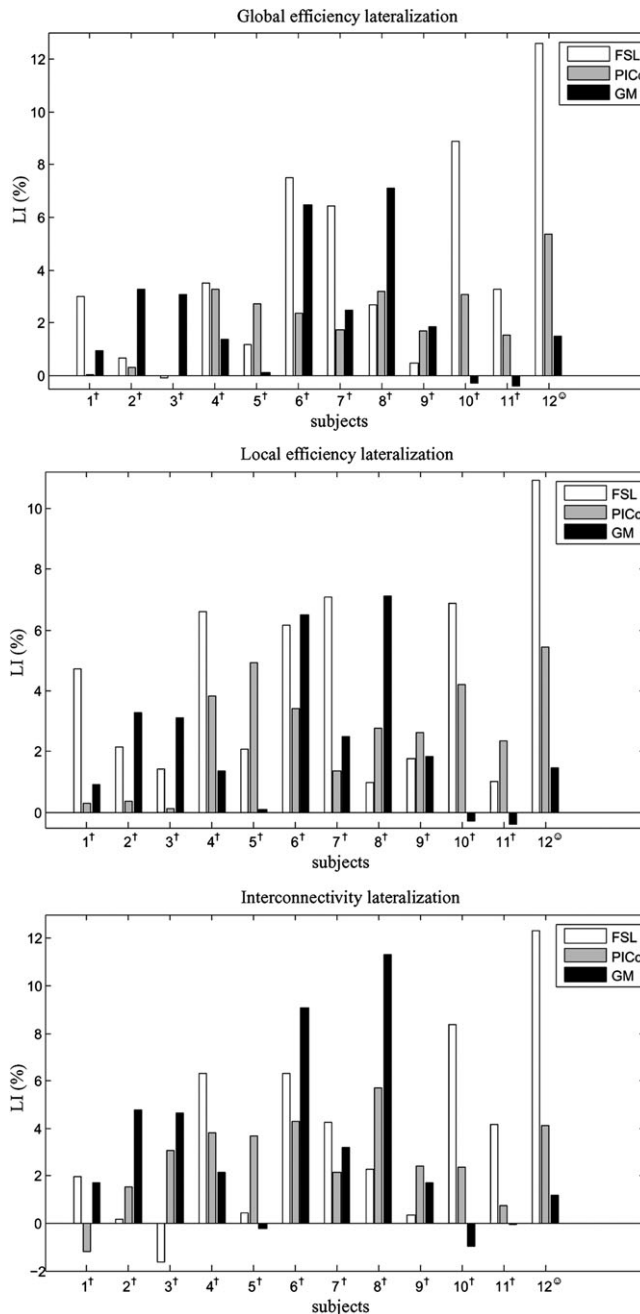 Global efficiency lateralization
12
10
8
6
4
2
0
LI (%)
FSL
PICo
GM
1† 2† 3† 4† 5† 6† 7† 8† 9† 10† 11† 12☺
subjects
Local efficiency lateralization
10
8
6
4
2
0
LI (%)
FSL
PICo
GM
1† 2† 3† 4† 5† 6† 7† 8† 9† 10† 11† 12☺
subjects
Interconnectivity lateralization
12
10
8
6
4
2
0
−2
LI (%)
FSL
PICo
GM
1† 2† 3† 4† 5† 6† 7† 8† 9† 10† 11† 12☺
subjects